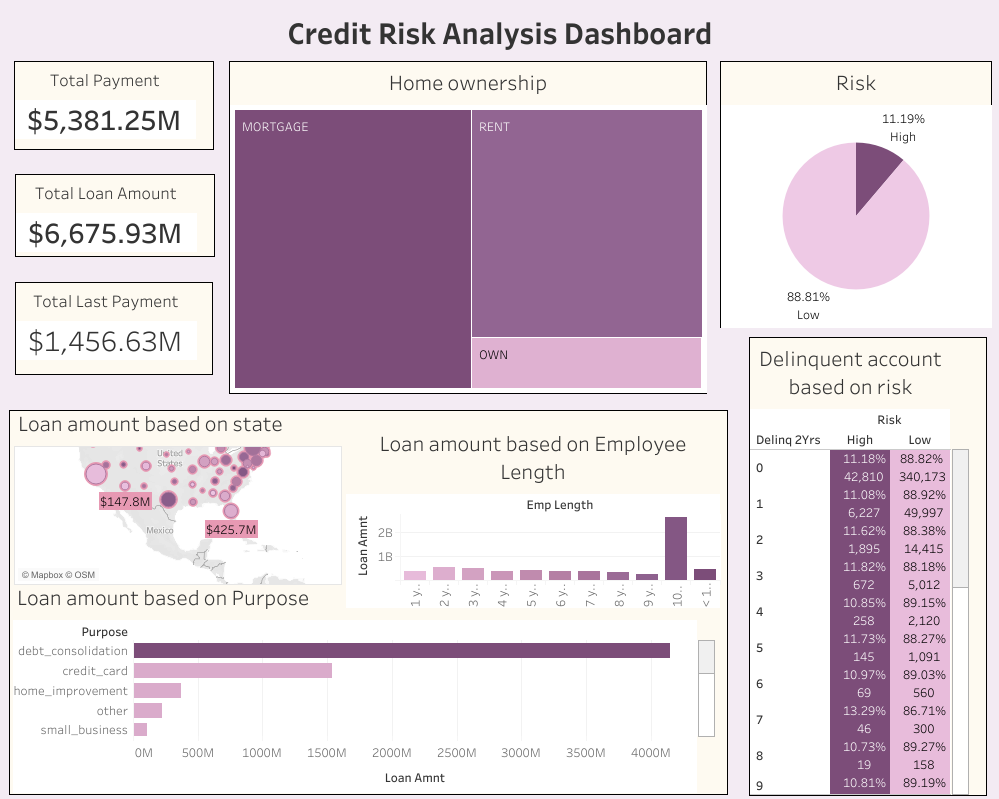 Credit Risk Analysis Dashboard
Total Payment
$5,381.25M
Total Loan Amount
$6,675.93M
Total Last Payment
$1,456.63M
Home ownership
MORTGAGE
RENT
OWN
Risk
11.19%
High
88.81%
Low
Loan amount based on state
United
States
$147.8M
$425.7M
Mexico
© Mapbox © OSM
Loan amount based on Employee
Length
Emp Length
Loan Amnt
2B
1B
1 y..
2 y..
3 y..
4 y..
5 y..
6 y..
7 y..
8 y..
9 y..
10..
< 1..
Loan amount based on Purpose
Purpose
debt_consolidation
credit_card
home_improvement
other
small_business
0M 500M 1000M 1500M 2000M 2500M 3000M 3500M 4000M
Loan Amnt
Delinquent account
based on risk
Risk
Delinq 2Yrs High Low
0 11.18% 88.82%
42,810 340,173
1 11.08% 88.92%
6,227 49,997
2 11.62% 88.38%
1,895 14,415
3 11.82% 88.18%
672 5,012
4 10.85% 89.15%
258 2,120
5 11.73% 88.27%
145 1,091
6 10.97% 89.03%
69 560
7 13.29% 86.71%
46 300
8 10.73% 89.27%
19 158
9 10.81% 89.19%